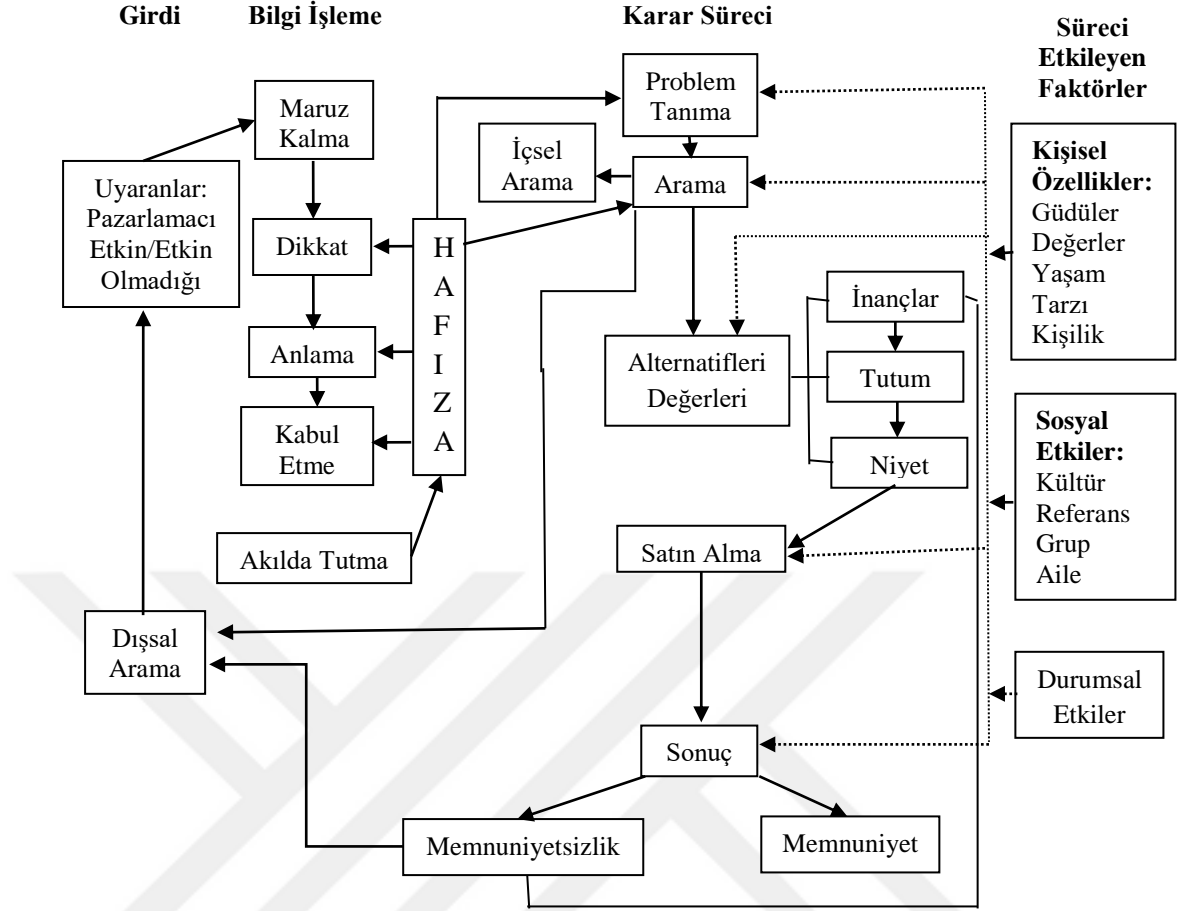 Girdi
Bilgi İşleme
Karar Süreci
Süreci
Etkileyen
Faktörler
Uyaranlar:
Pazarlamacı
Etkin/Etkin
Olmadığı
Dışsal
Arama
Maruz
Kalma
Dikkat
Anlama
Kabul
Etme
Akılda Tutma
H
A
F
I
Z
A
Problem
Tanıma
İçsel
Arama
Arama
Alternatifleri
Değerleri
İnançlar
Tutum
Niyet
Satın Alma
Sonuç
Memnuniyetsizlik
Memnuniyet
Kişisel
Özellikler:
Güdüler
Değerler
Yaşam
Tarzı
Kişilik
Sosyal
Etkiler:
Kültür
Referans
Grup
Aile
Durumsal
Etkiler